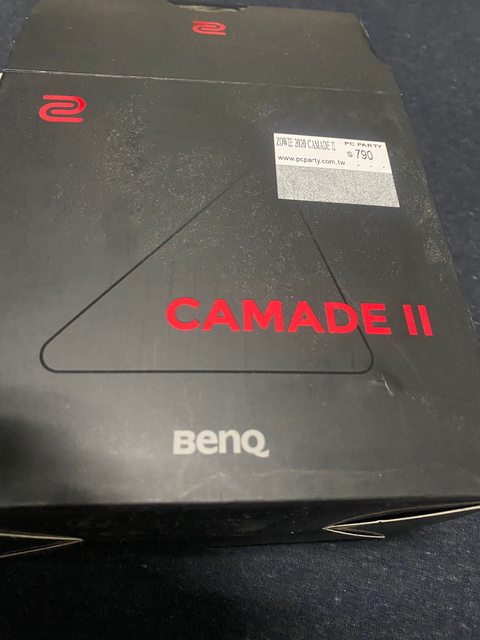 ZOWIE 2020 CAMADE II
PC PARTY
s:790
www.pcparty.com.tw
CAMADE II
BenQ